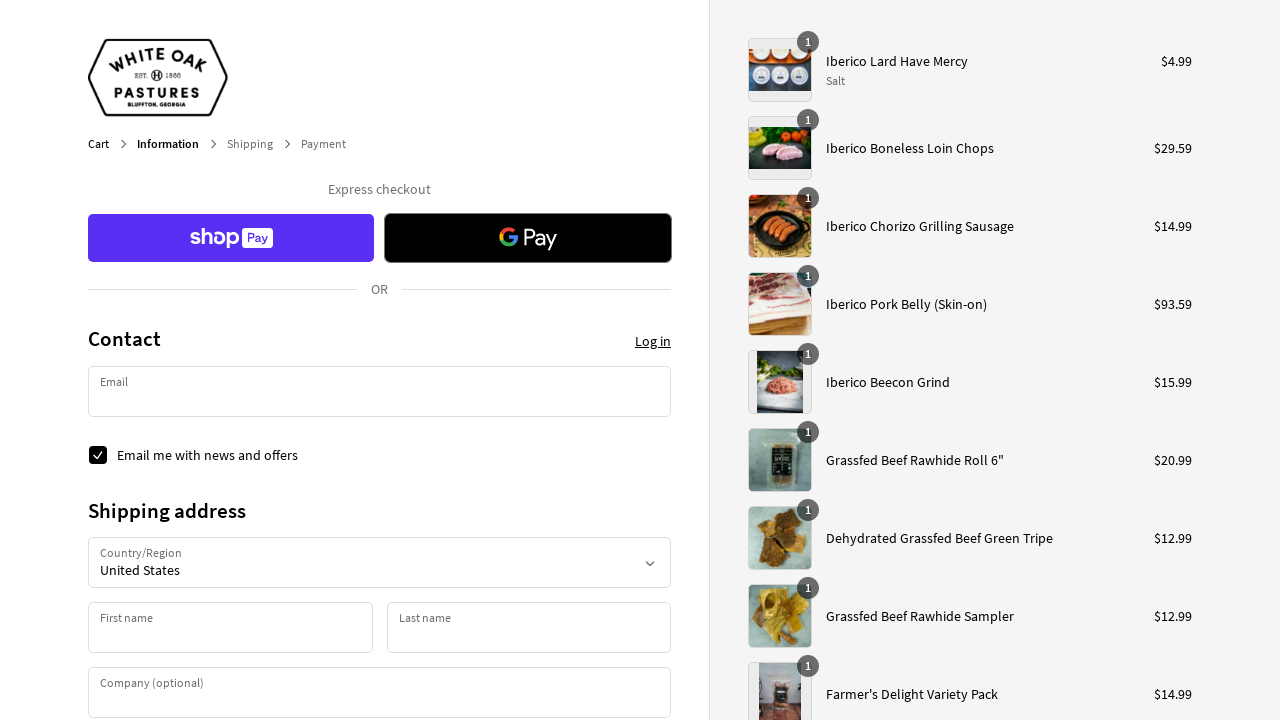 WHITE OAK
EST. 1866
PASTURES
BLUFFTON, GEORGIA
Cart
Information
Shipping
Payment
Express checkout
shop Pay
G Pay
OR
Contact
Log in
Email
Email me with news and offers
Shipping address
Country/Region
United States
First name
Last name
Company (optional)
1
Iberico Lard Have Mercy
Salt
$4.99
1
Iberico Boneless Loin Chops
$29.59
1
Iberico Chorizo Grilling Sausage
$14.99
1
Iberico Pork Belly (Skin-on)
$93.59
1
Iberico Beecon Grind
$15.99
1
Grassfed Beef Rawhide Roll 6"
$20.99
1
Dehydrated Grassfed Beef Green Tripe
$12.99
1
Grassfed Beef Rawhide Sampler
$12.99
1
Farmer's Delight Variety Pack
$14.99